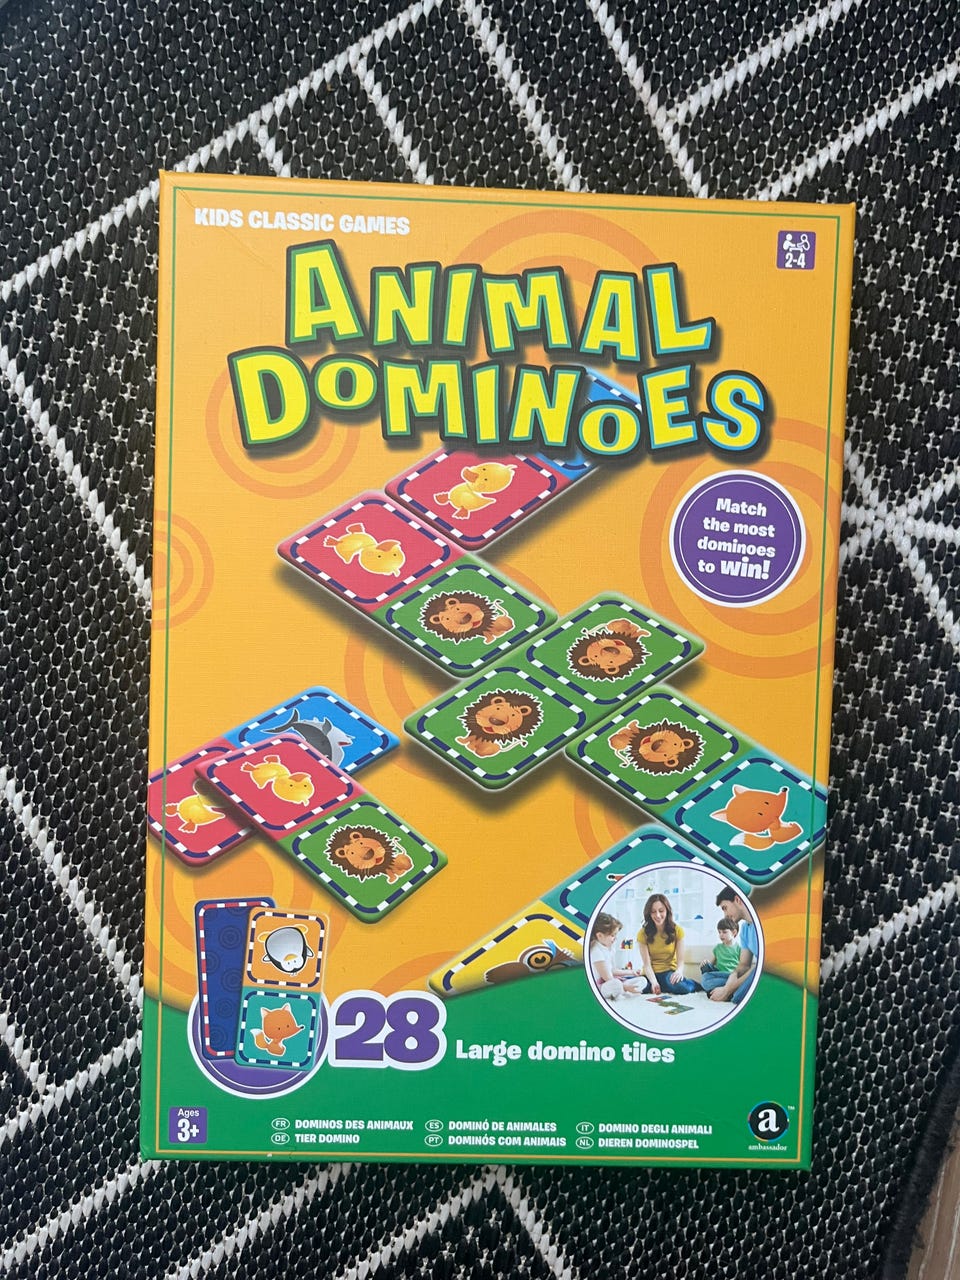 KIDS CLASSIC GAMES
2-4
ANIMAL
DOMINOES
Match
the most
dominoes
to win!
28
Large domino tiles
Ages
3+
FR DOMINOS DES ANIMAUX
DE TIER DOMINO
ES DOMINÓ DE ANIMALES
PT DOMINÓS COM ANIMAIS
IT DOMINO DEGLI ANIMALI
NL DIEREN DOMINOSPEL
a™
ambassador